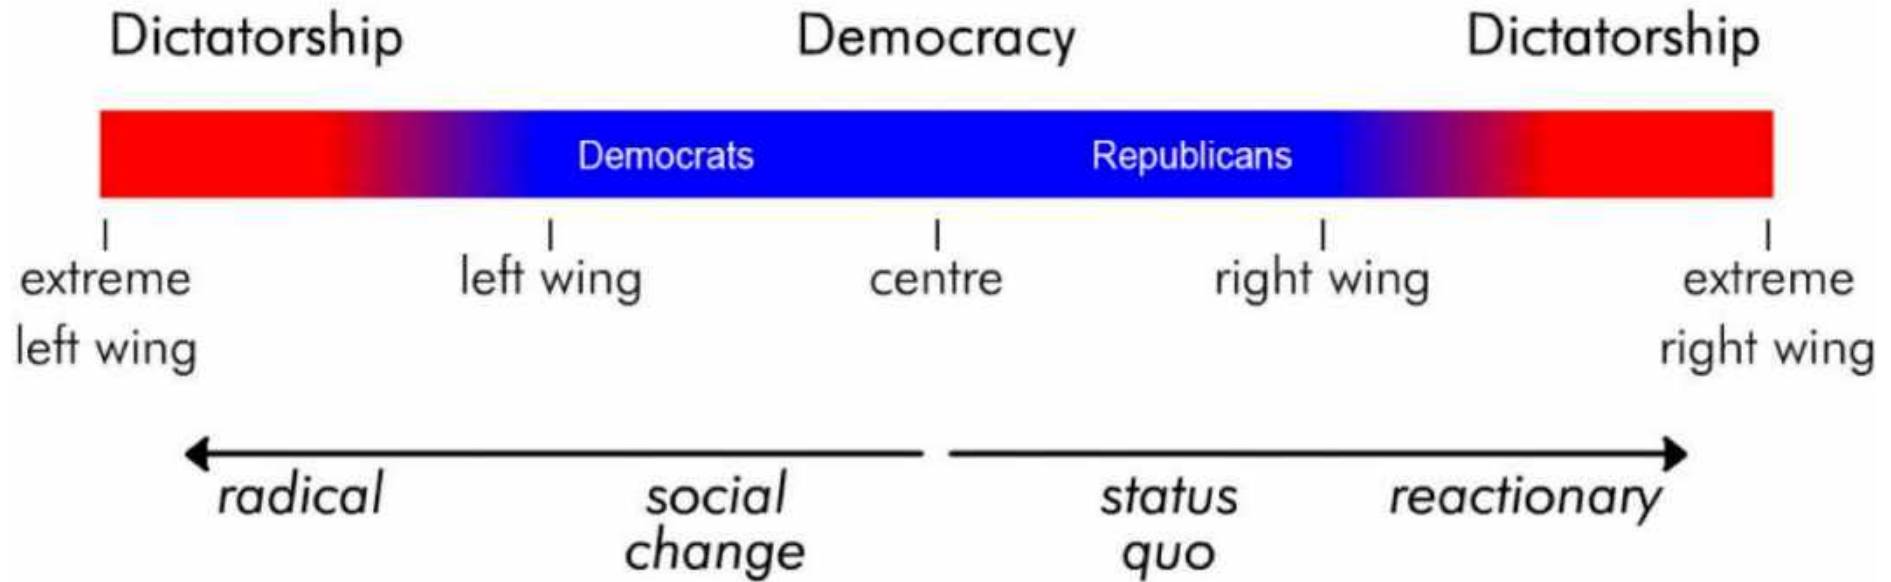 Dictatorship Democracy Dictatorship
Democrats Republicans
extreme left wing centre right wing extreme
left wing right wing
radical social status reactionary
change quo